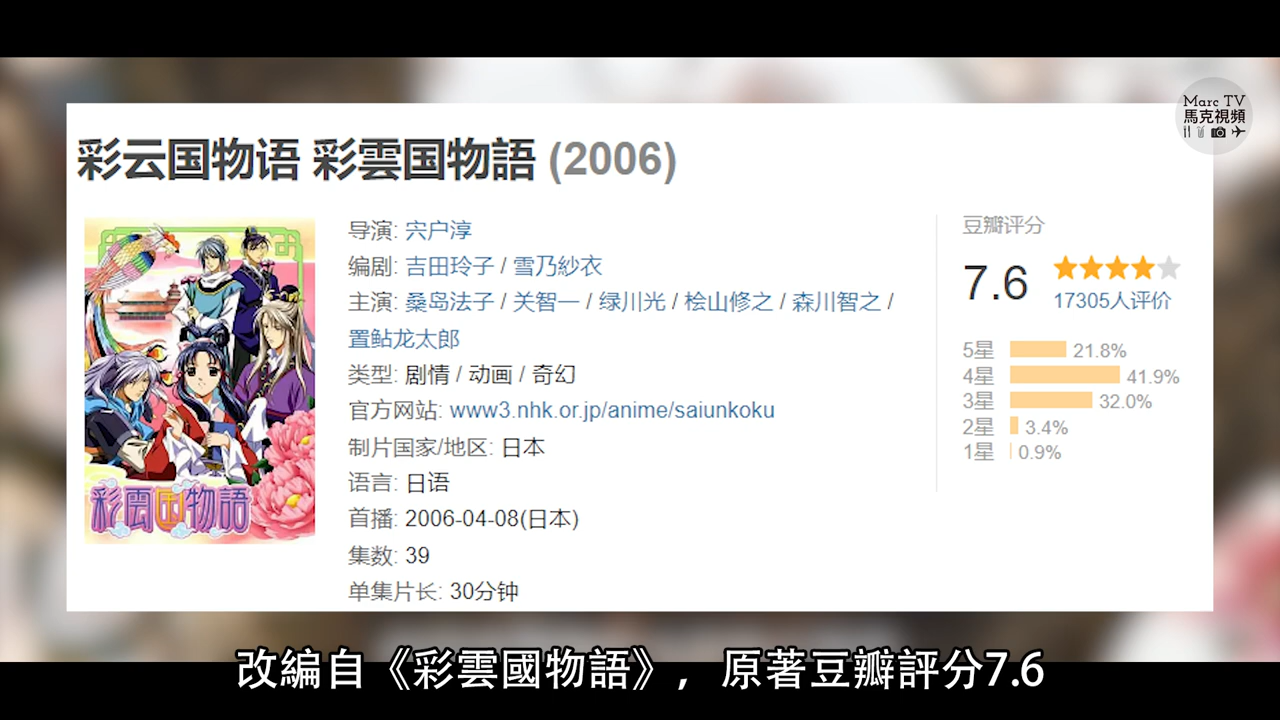 Marc TV
馬克視頻
彩云国物语 彩雲国物語 (2006)
彩雲国物語
导演: 宍户淳
编剧: 吉田玲子 / 雪乃紗衣
主演: 桑岛法子 / 关智一 / 绿川光 / 桧山修之 / 森川智之 /
置鲇龙太郎
类型: 剧情 / 动画 / 奇幻
官方网站: www3.nhk.or.jp/anime/saiunkoku
制片国家/地区: 日本
语言: 日语
首播: 2006-04-08(日本)
集数: 39
单集片长: 30分钟
豆瓣评分
7.6
17305人评价
5星 21.8%
4星 41.9%
3星 32.0%
2星 3.4%
1星 0.9%
改編自《彩雲國物語》，原著豆瓣評分7.6